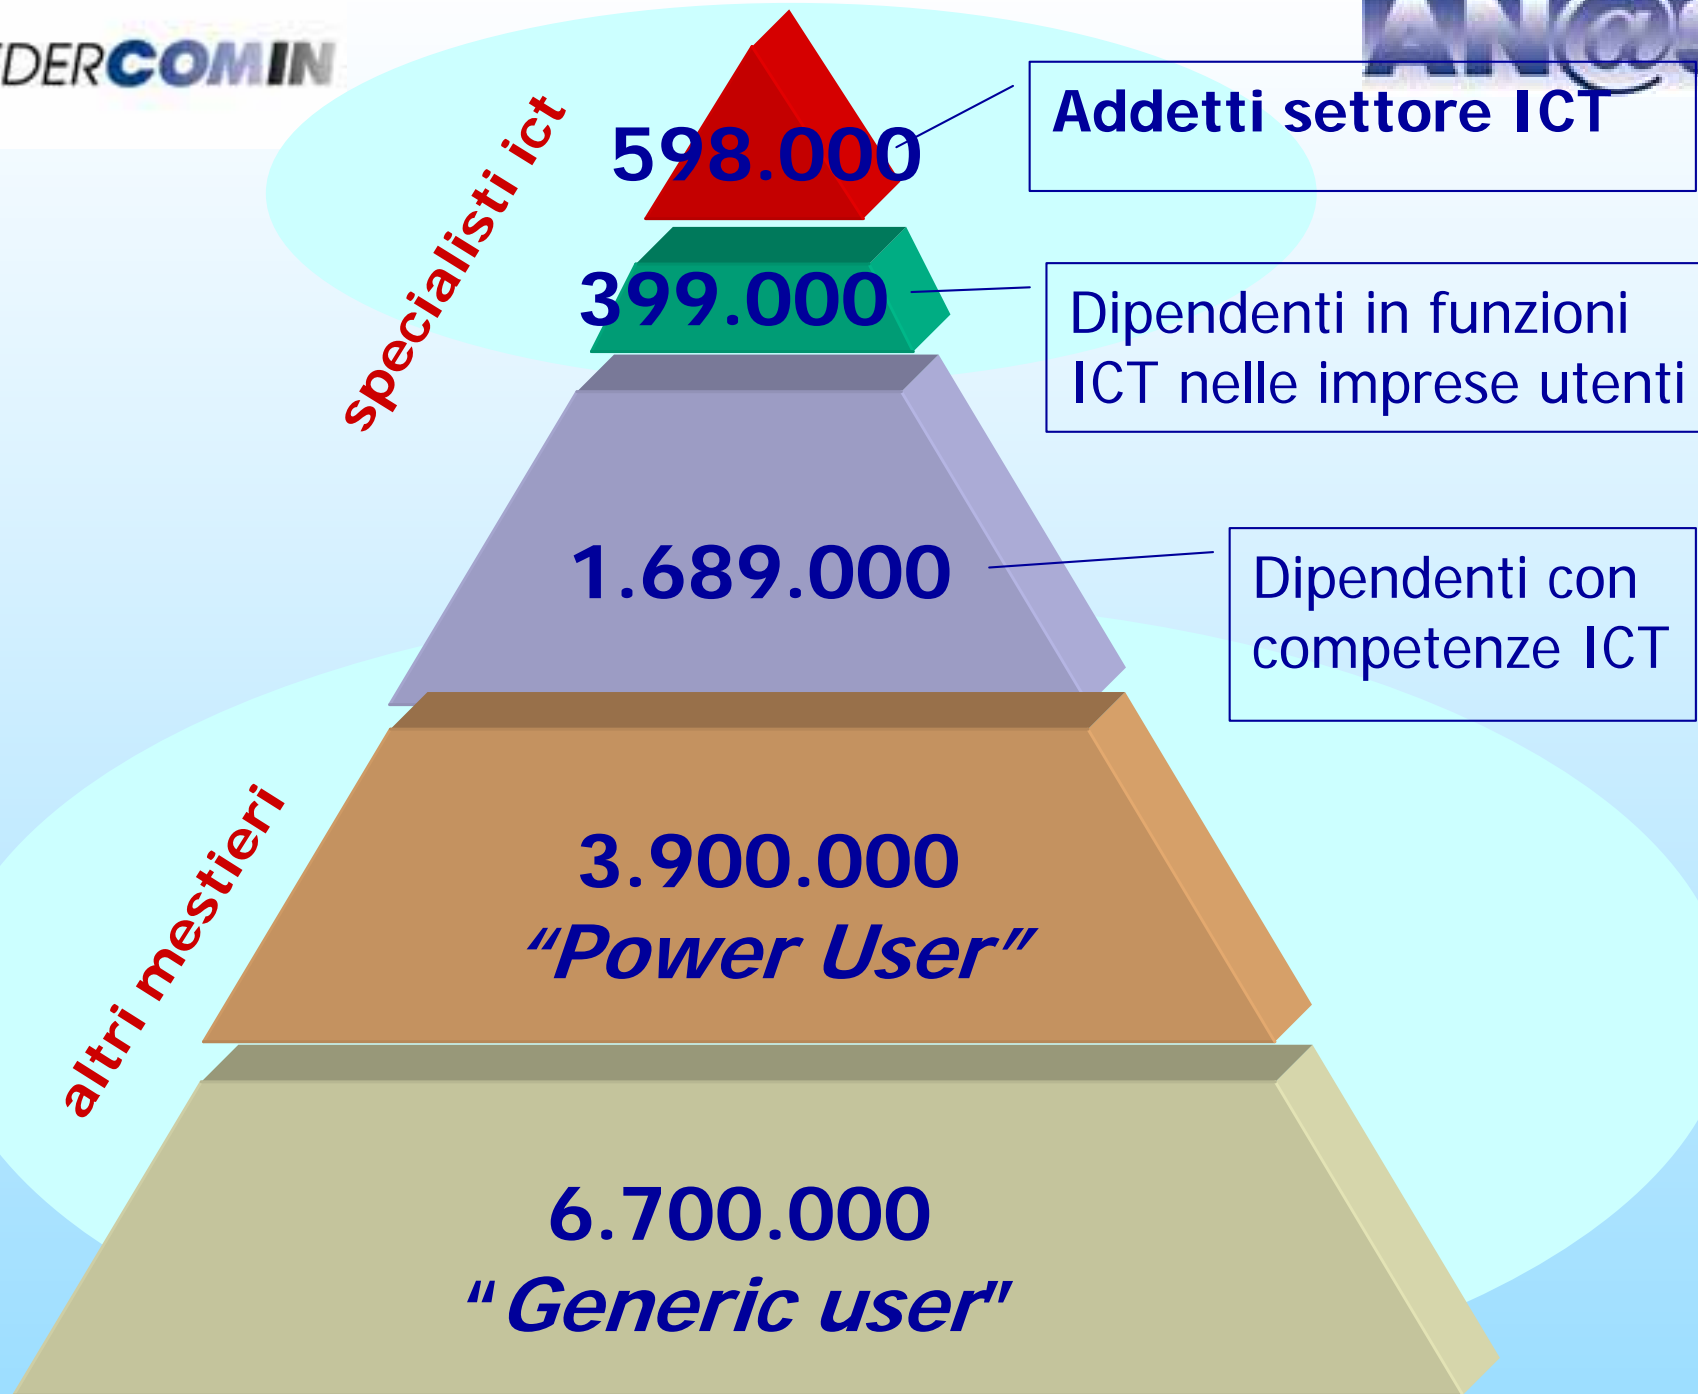 DERCOMIN
specialisti ict
598.000
Addetti settore ICT
399.000
Dipendenti in funzioni
ICT nelle imprese utenti
1.689.000
Dipendenti con
competenze ICT
altri mestieri
3.900.000
“Power User”
6.700.000
“Generic user”